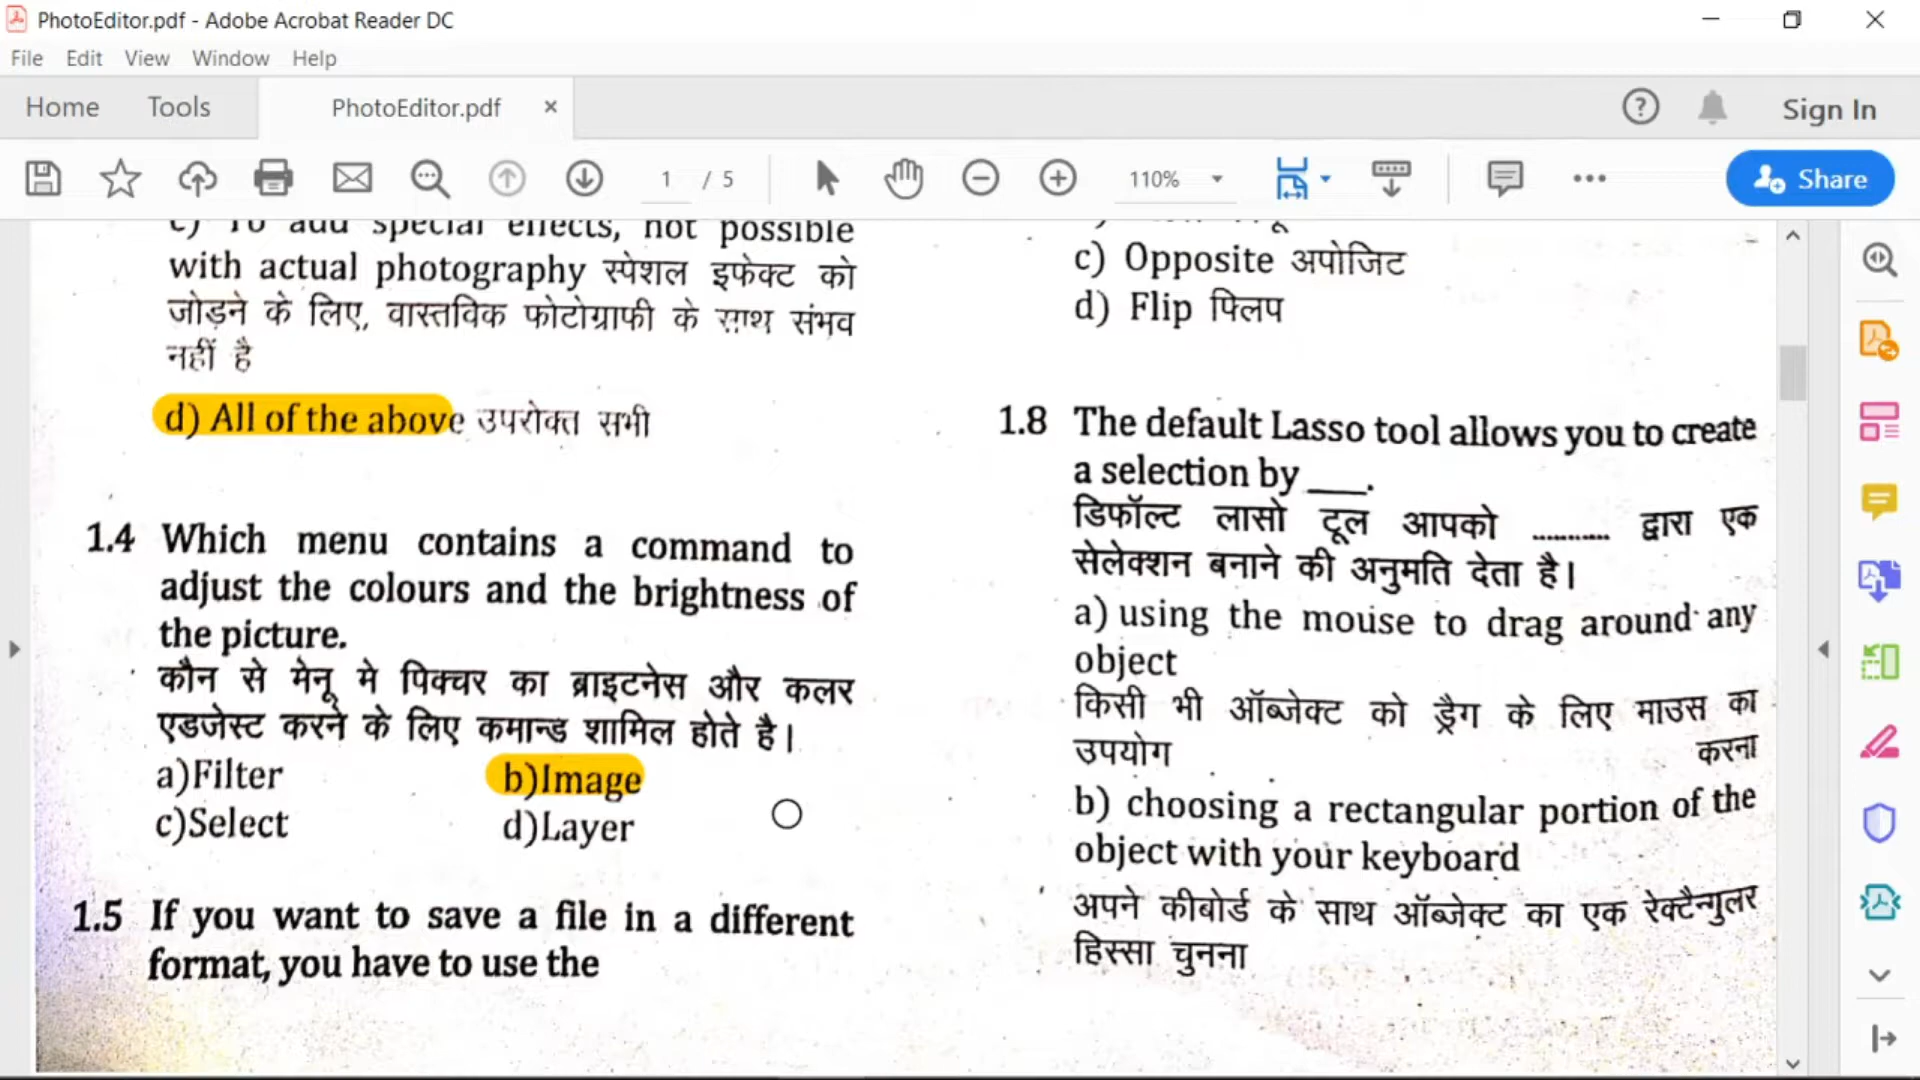 PhotoEditor.pdf - Adobe Acrobat Reader DC
File Edit View Window Help
Home Tools PhotoEditor.pdf × Sign In
1 / 5 110% Share
c) To add special effects, not possible
with actual photography स्पेशल इफेक्ट को
जोड़ने के लिए, वास्तविक फोटोग्राफी के साथ संभव
नहीं है
d) All of the above उपरोक्त सभी
1.4 Which menu contains a command to
adjust the colours and the brightness of
the picture.
कौन से मेनू मे पिक्चर का ब्राइटनेस और कलर
एडजेस्ट करने के लिए कमान्ड शामिल होते है।
a)Filter b)Image
c)Select d)Layer
1.5 If you want to save a file in a different
format, you have to use the
c) Opposite अपोजिट
d) Flip फ्लिप
1.8 The default Lasso tool allows you to create
a selection by ___.
डिफॉल्ट लासो टूल आपको ........... द्वारा एक
सेलेक्शन बनाने की अनुमति देता है।
a) using the mouse to drag around any
object
किसी भी ऑब्जेक्ट को ड्रैग के लिए माउस का
उपयोग करना
b) choosing a rectangular portion of the
object with your keyboard
अपने कीबोर्ड के साथ ऑब्जेक्ट का एक रेक्टैन्गुलर
हिस्सा चुनना